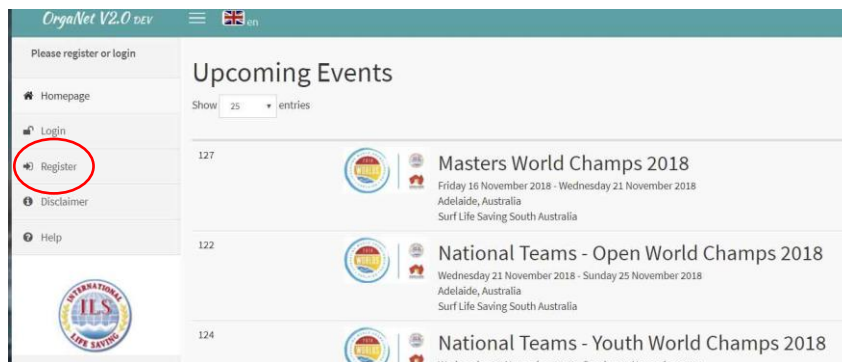 OrgaNet V2.0 DEV
en
Please register or login
Homepage
Login
Register
Disclaimer
Help
INTERNATIONAL
ILS
LIFE SAVING
Upcoming Events
Show 25 entries
127
WORLDS
Masters World Champs 2018
Friday 16 November 2018 - Wednesday 21 November 2018
Adelaide, Australia
Surf Life Saving South Australia
122
WORLDS
National Teams - Open World Champs 2018
Wednesday 21 November 2018 - Sunday 25 November 2018
Adelaide, Australia
Surf Life Saving South Australia
124
National Teams - Youth World Champs 2018